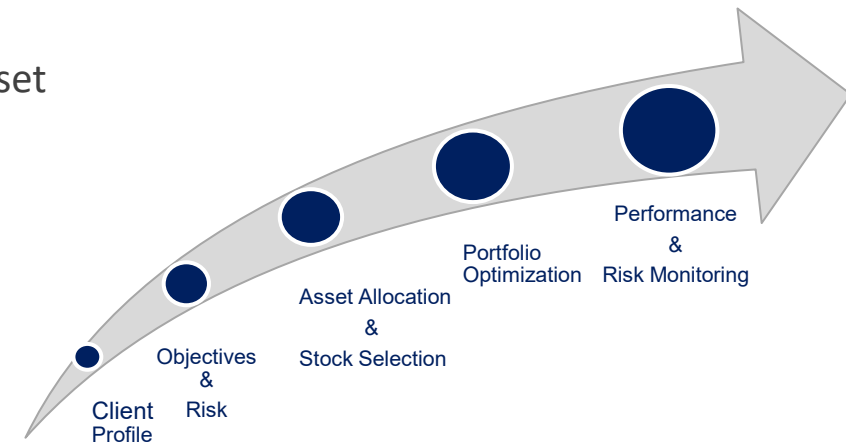 set
Client
Profile
Objectives
&
Risk
Asset Allocation
&
Stock Selection
Portfolio
Optimization
Performance
&
Risk Monitoring